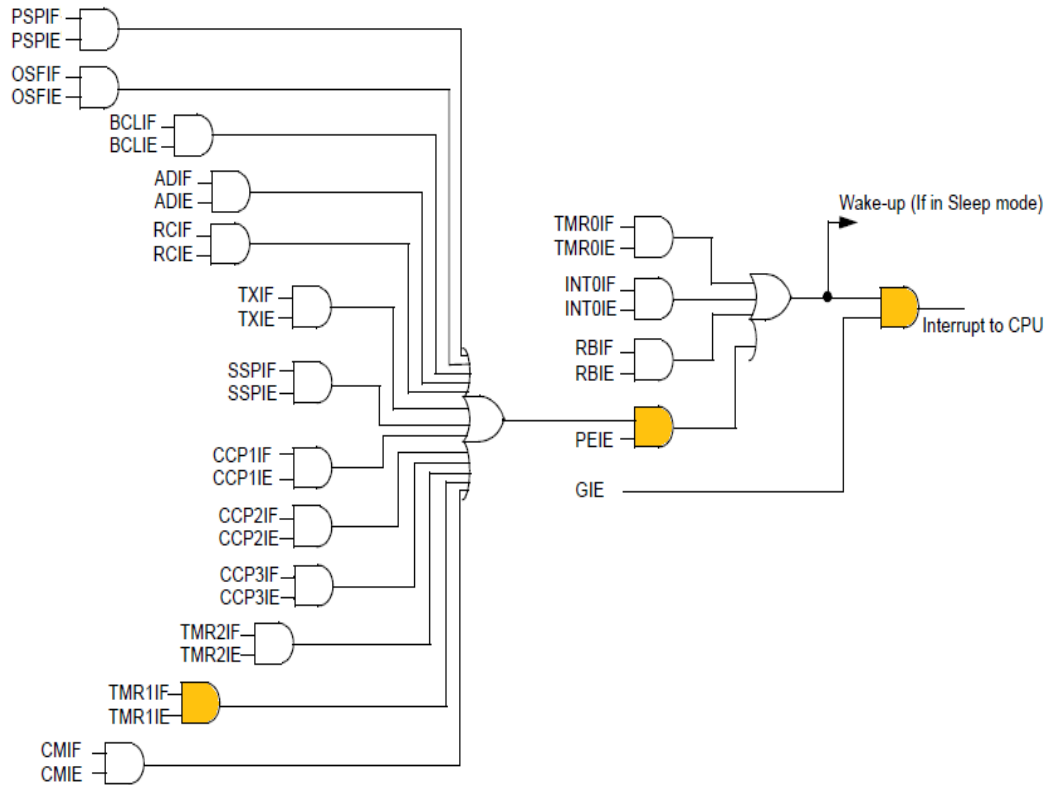 PSPIF
PSPIE
OSFIF
OSFIE
BCLIF
BCLIE
ADIF
ADIE
RCIF
RCIE
TXIF
TXIE
SSPIF
SSPIE
CCP1IF
CCP1IE
CCP2IF
CCP2IE
CCP3IF
CCP3IE
TMR2IF
TMR2IE
TMR1IF
TMR1IE
CMIF
CMIE
TMR0IF
TMR0IE
INT0IF
INT0IE
RBIF
RBIE
PEIE
GIE
Wake-up (If in Sleep mode)
Interrupt to CPU